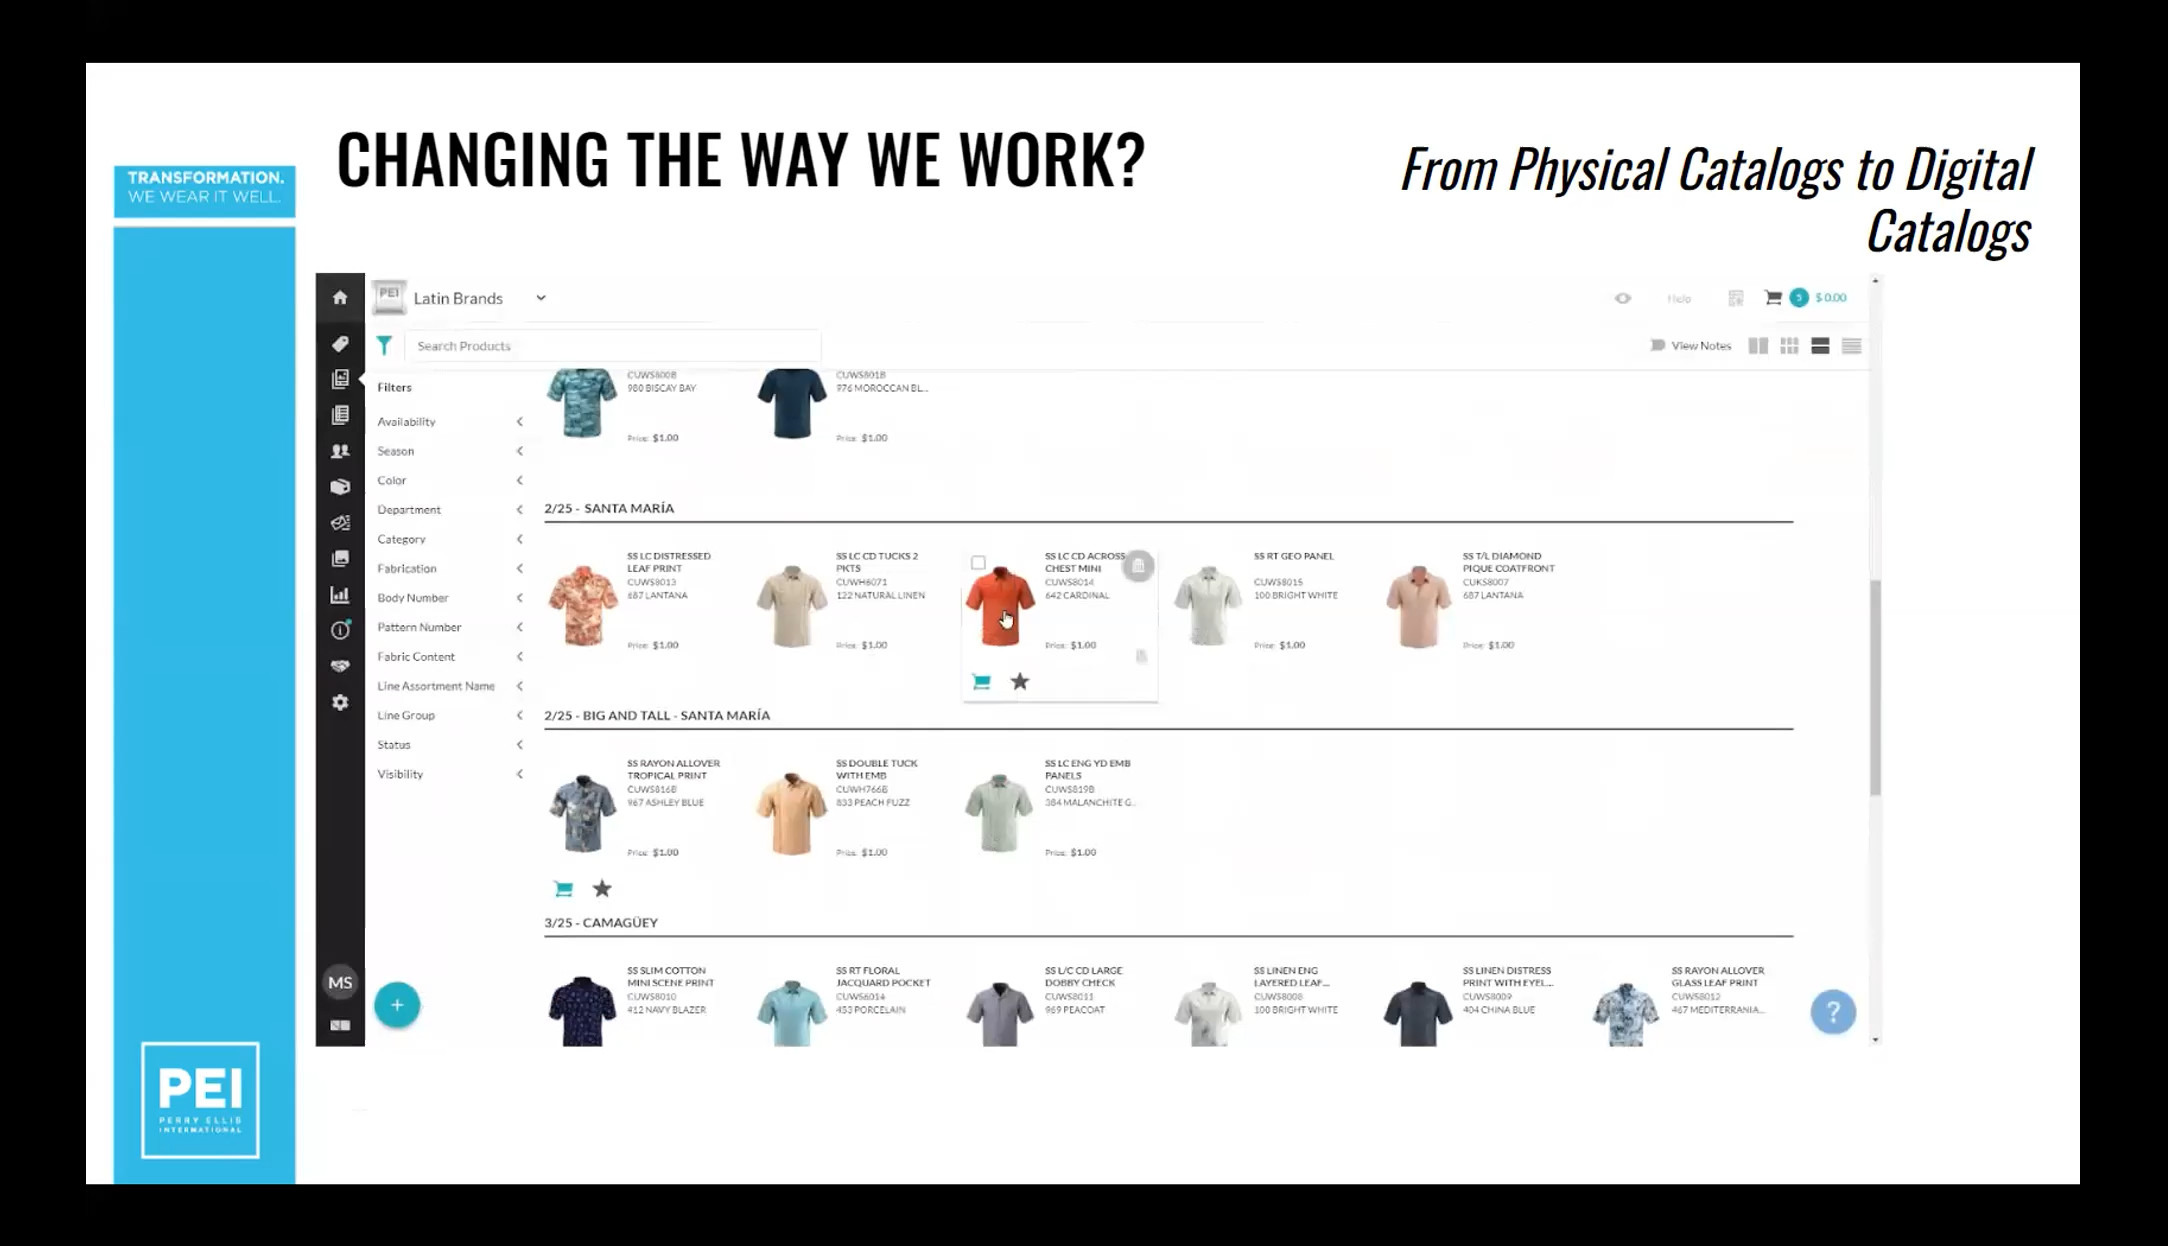 CHANGING THE WAY WE WORK?
From Physical Catalogs to Digital
Catalogs
TRANSFORMATION.
WE WEAR IT WELL.
PEI
Latin Brands
Help
5
$0.00
Search Products
View Notes
Filters
Availability
Season
Color
Department
Category
Fabrication
Body Number
Pattern Number
Fabric Content
Line Assortment Name
Line Group
Status
Visibility
CUWS8008
980 BISCAY BAY
Price: $1.00
CUWS8018
976 MOROCCAN BL...
Price: $1.00
2/25 - SANTA MARÍA
SS LC DISTRESSED
LEAF PRINT
CUWS8013
687 LANTANA
Price: $1.00
SS LC CD TUCKS 2
PKTS
CUWH6071
122 NATURAL LINEN
Price: $1.00
SS LC CD ACROSS
CHEST MINI
CUWS8014
642 CARDINAL
Price: $1.00
SS RT GEO PANEL
CUWS8015
100 BRIGHT WHITE
Price: $1.00
SS T/L DIAMOND
PIQUE COATFRONT
CUKS8007
687 LANTANA
Price: $1.00
2/25 - BIG AND TALL - SANTA MARÍA
SS RAYON ALLOVER
TROPICAL PRINT
CUWS816B
967 ASHLEY BLUE
Price: $1.00
SS DOUBLE TUCK
WITH EMB
CUWH766B
833 PEACH FUZZ
Price: $1.00
SS LC ENG YD EMB
PANELS
CUWS819B
384 MALANCHITE G...
Price: $1.00
3/25 - CAMAGÜEY
SS SLIM COTTON
MINI SCENE PRINT
CUWS8010
412 NAVY BLAZER
SS RT FLORAL
JACQUARD POCKET
CUWS6014
453 PORCELAIN
SS L/C CD LARGE
DOBBY CHECK
CUWS8011
969 PEACOAT
SS LINEN ENG
LAYERED LEAF...
CUWS8008
100 BRIGHT WHITE
SS LINEN DISTRESS
PRINT WITH EYEL...
CUWS8009
404 CHINA BLUE
SS RAYON ALLOVER
GLASS LEAF PRINT
CUWS8012
467 MEDITERRANIA...
MS
+
?
PEI
PERRY ELLIS
INTERNATIONAL